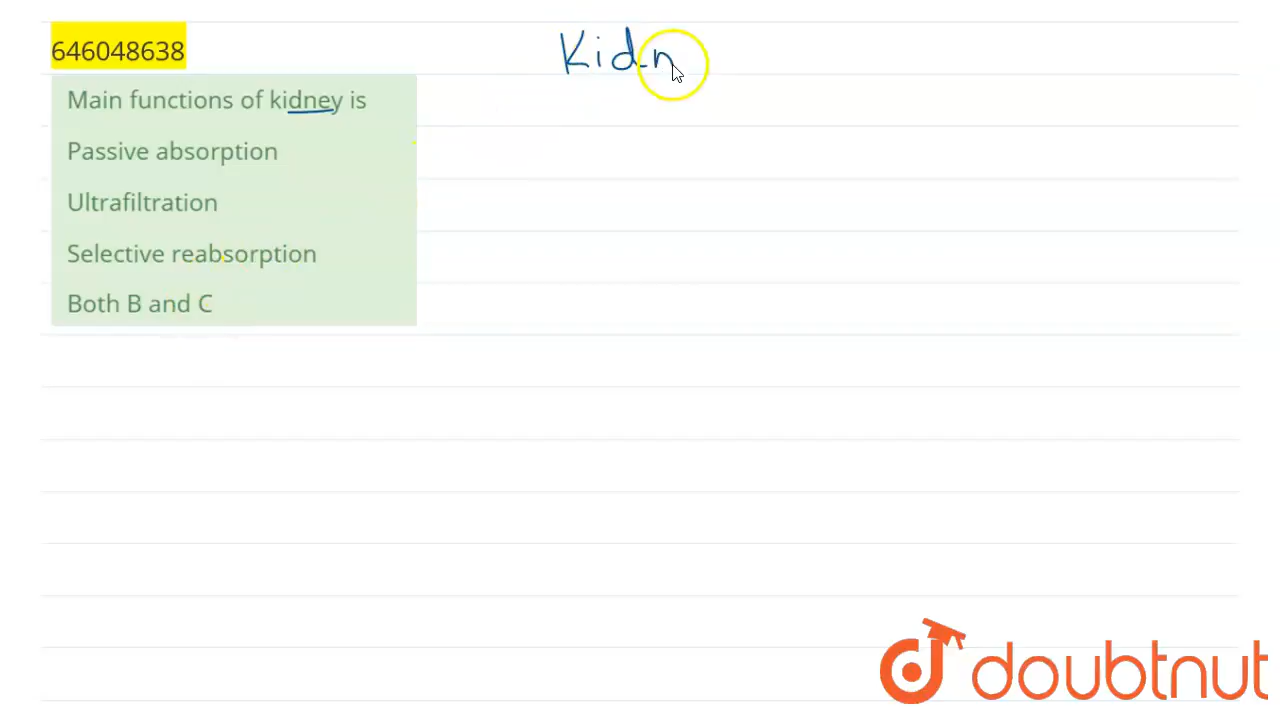 646048638
Kidn
Main functions of kidney is
Passive absorption
Ultrafiltration
Selective reabsorption
Both B and C
doubtnut